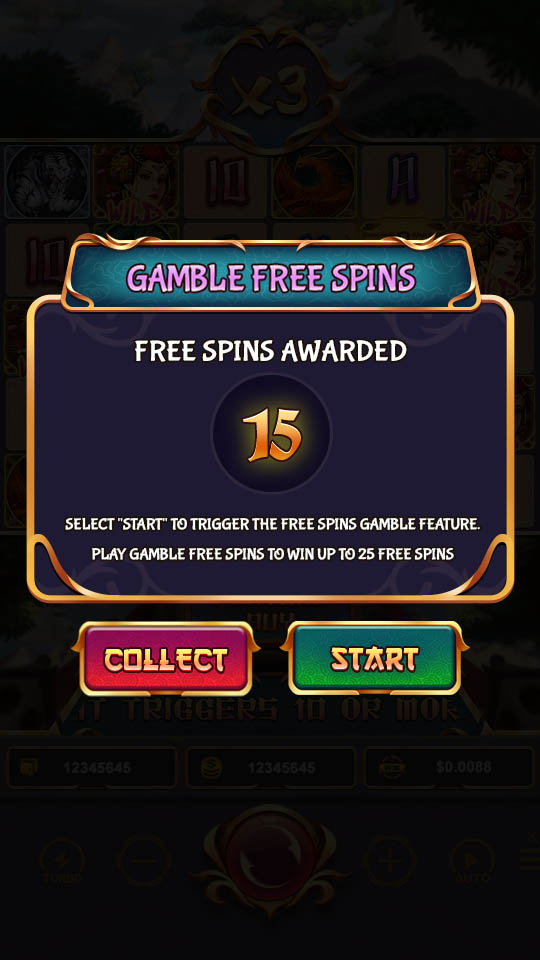 x3
WILD 10 A WILD
10
GAMBLE FREE SPINS
FREE SPINS AWARDED
15
SELECT "START" TO TRIGGER THE FREE SPINS GAMBLE FEATURE.
PLAY GAMBLE FREE SPINS TO WIN UP TO 25 FREE SPINS
BUY
COLLECT START
IT TRIGGERS 10 OR MOR
12345645 12345645 $0.0088
TURBO AUTO